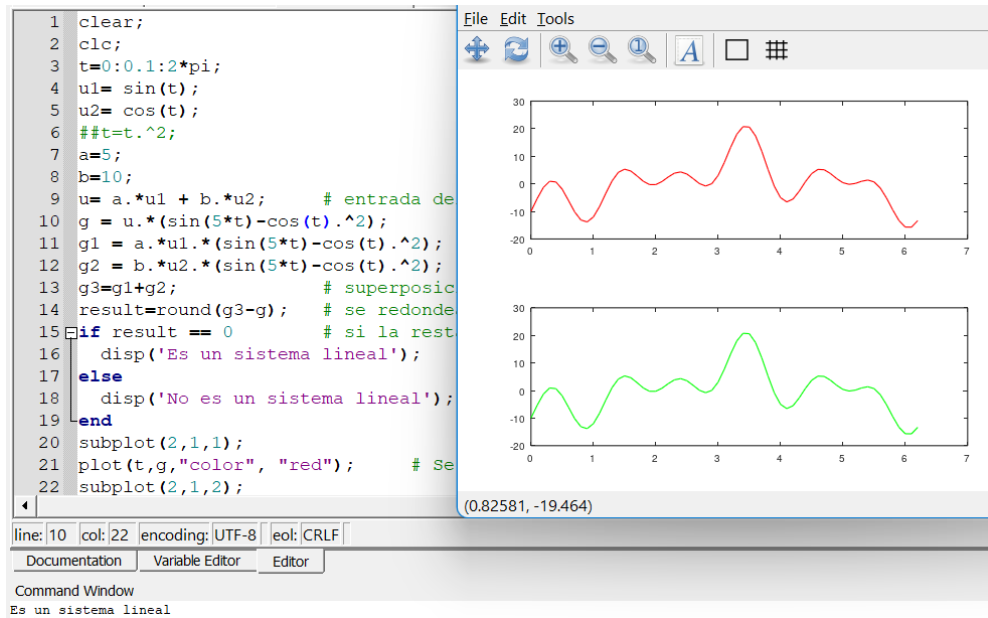 1 clear;
2 clc;
3 t=0:0.1:2*pi;
4 u1= sin(t);
5 u2= cos(t);
6 ##t=t.^2;
7 a=5;
8 b=10;
9 u= a.*u1 + b.*u2; # entrada de
10 g = u.*(sin(5*t)-cos(t).^2);
11 g1 = a.*u1.*(sin(5*t)-cos(t).^2);
12 g2 = b.*u2.*(sin(5*t)-cos(t).^2);
13 g3=g1+g2; # superposic
14 result=round(g3-g); # se redonde
15 if result == 0 # si la rest
16 disp('Es un sistema lineal');
17 else
18 disp('No es un sistema lineal');
19 end
20 subplot(2,1,1);
21 plot(t,g,"color", "red"); # Se
22 subplot(2,1,2);
line: 10 col: 22 encoding: UTF-8 eol: CRLF
Documentation Variable Editor Editor
Command Window
Es un sistema lineal
File Edit Tools
1 A
30
20
10
0
-10
-20
0 1 2 3 4 5 6 7
30
20
10
0
-10
-20
0 1 2 3 4 5 6 7
(0.82581, -19.464)